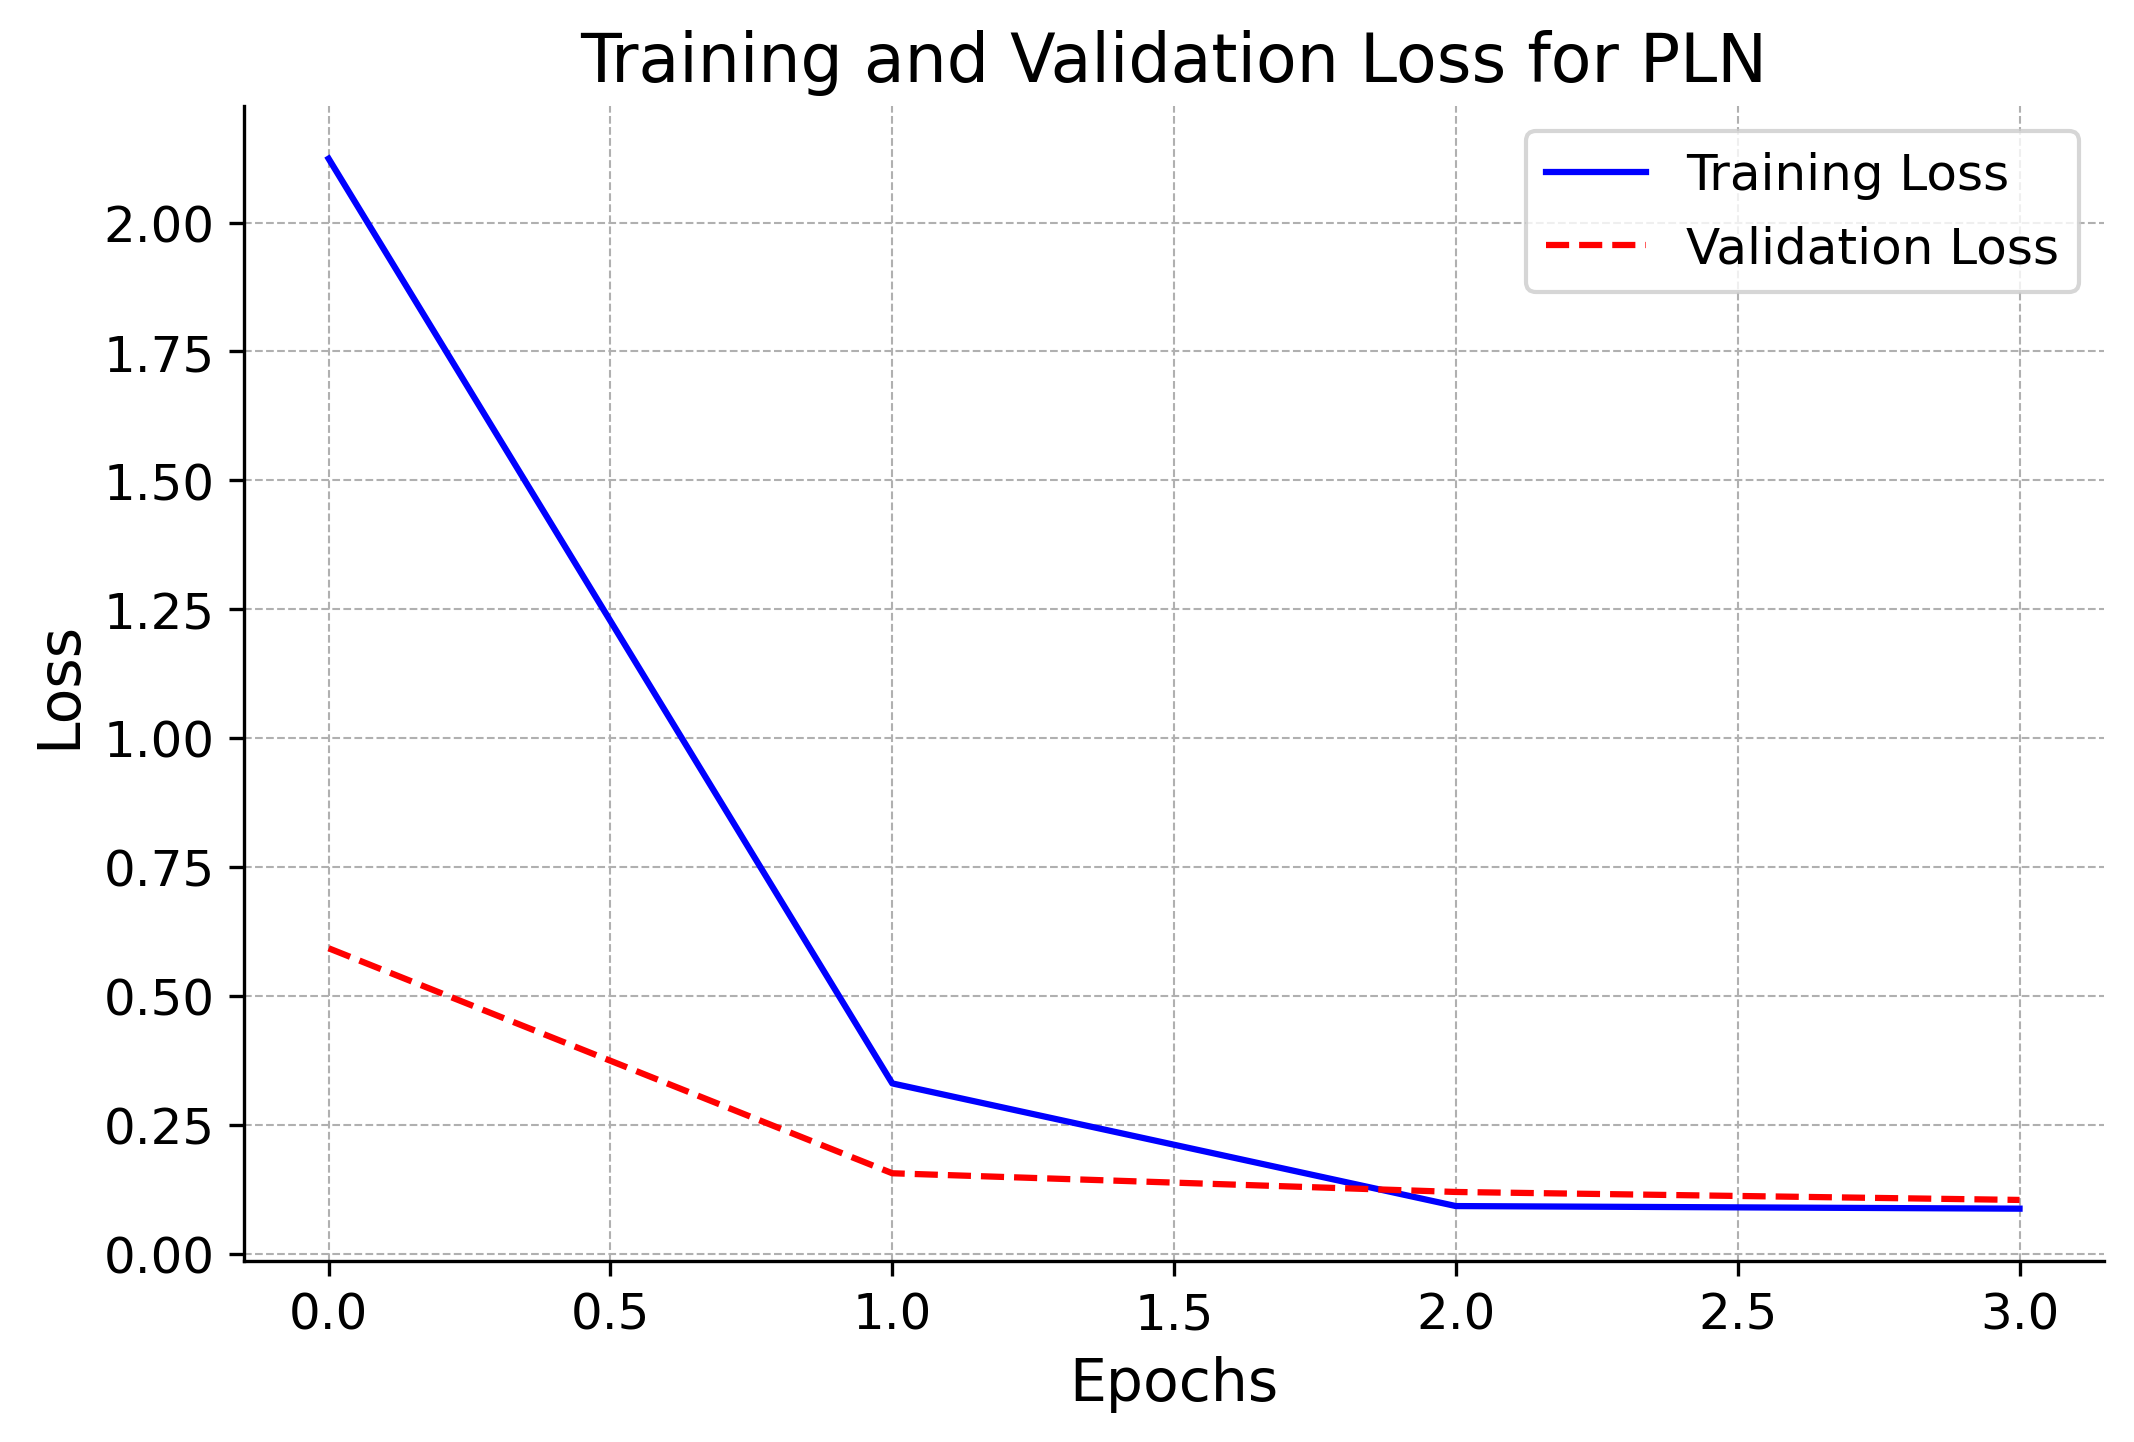 Training and Validation Loss for PLN
Training Loss
Validation Loss
2.00
1.75
1.50
1.25
1.00
0.75
0.50
0.25
0.00
Loss
0.0 0.5 1.0 1.5 2.0 2.5 3.0
Epochs